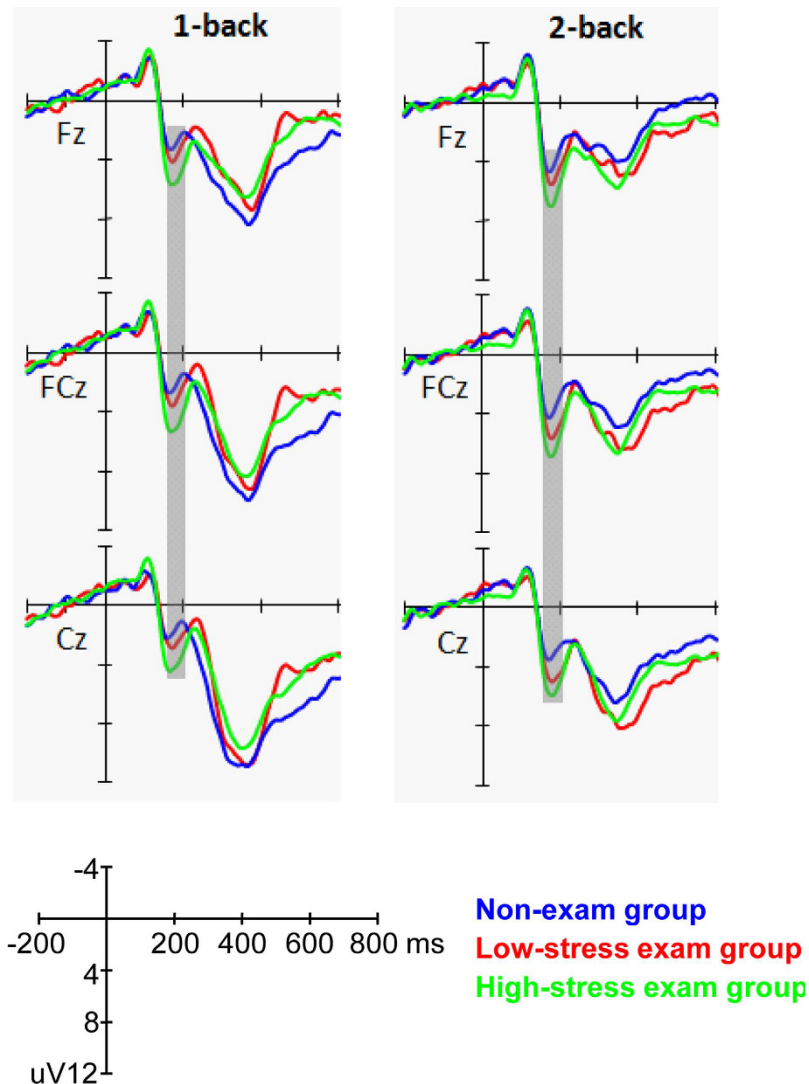 1-back
Fz
FCz
Cz
2-back
Fz
FCz
Cz
-4
-200 200 400 600 800 ms
4
8
uV12
Non-exam group
Low-stress exam group
High-stress exam group